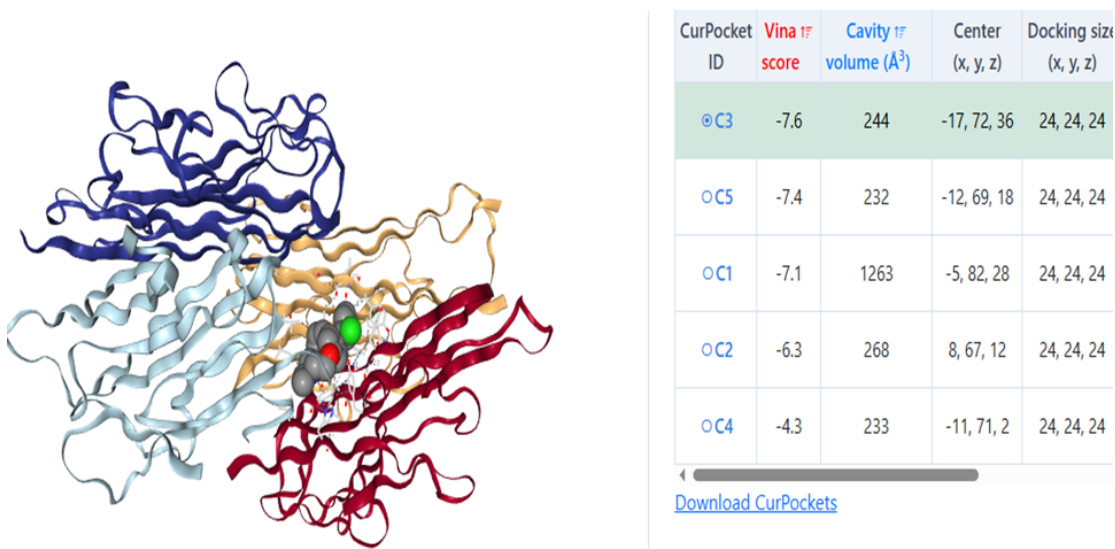 CurPocket ID Vina score Cavity volume (Å³) Center (x, y, z) Docking size (x, y, z)
C3 -7.6 244 -17, 72, 36 24, 24, 24
C5 -7.4 232 -12, 69, 18 24, 24, 24
C1 -7.1 1263 -5, 82, 28 24, 24, 24
C2 -6.3 268 8, 67, 12 24, 24, 24
C4 -4.3 233 -11, 71, 2 24, 24, 24
Download CurPockets